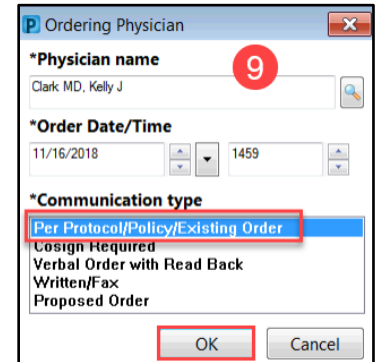 P Ordering Physician
*Physician name
9
Clark MD, Kelly J
*Order Date/Time
11/16/2018 1459
*Communication type
Per Protocol/Policy/Existing Order
Cosign Required
Verbal Order with Read Back
Written/Fax
Proposed Order
OK Cancel